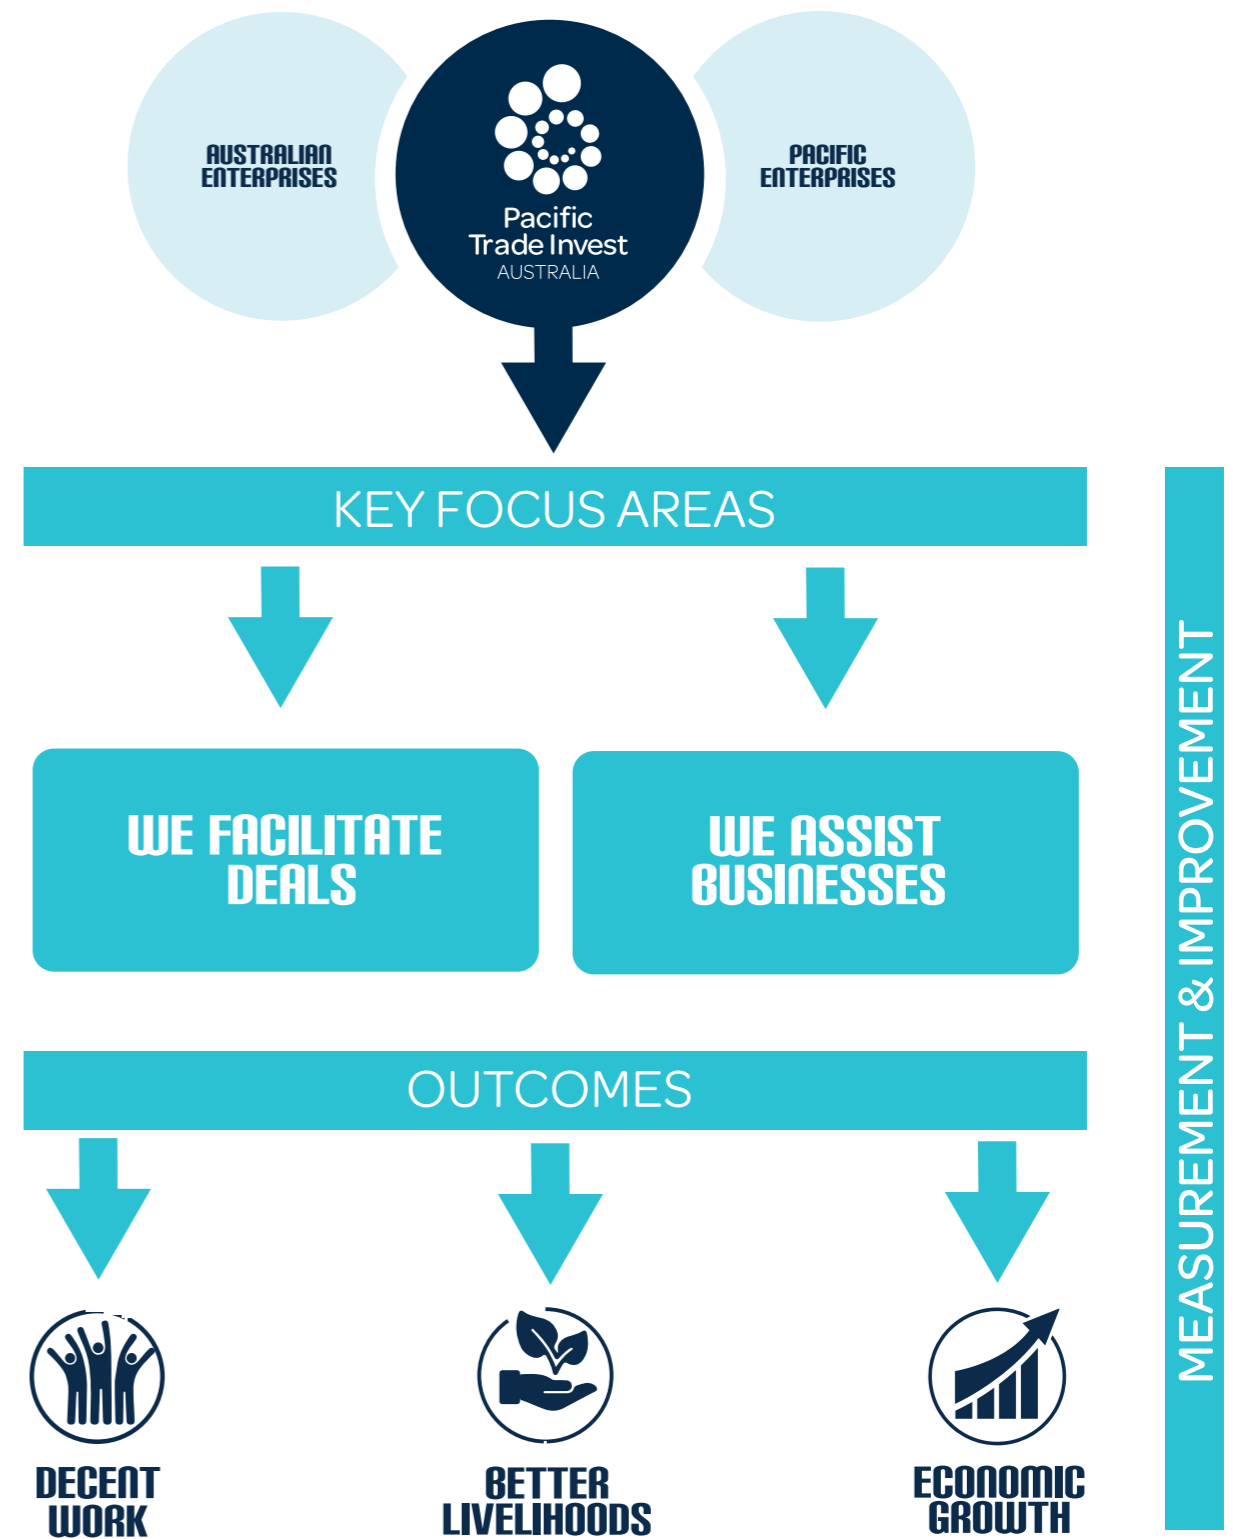 AUSTRALIAN
ENTERPRISES
Pacific
Trade Invest
AUSTRALIA
PACIFIC
ENTERPRISES
KEY FOCUS AREAS
WE FACILITATE
DEALS
WE ASSIST
BUSINESSES
OUTCOMES
DECENT
WORK
BETTER
LIVELIHOODS
ECONOMIC
GROWTH
MEASUREMENT & IMPROVEMENT